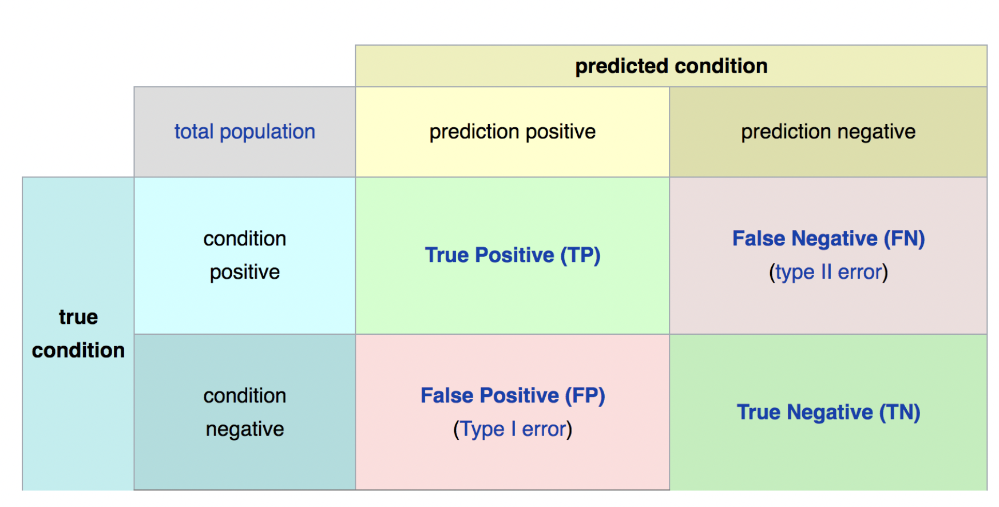 predicted condition
total population
prediction positive
prediction negative
true
condition
condition
positive
True Positive (TP)
False Negative (FN)
(type II error)
condition
negative
False Positive (FP)
(Type I error)
True Negative (TN)